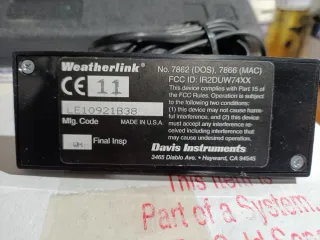 Weatherlink®
No. 7862 (DOS), 7866 (MAC)
FCC ID: IR2DUW74XX
CE 11
This device complies with Part 15 of
the FCC Rules. Operation is subject
to the following two conditions:
(1) this device may not cause harm-
ful interference, and (2) this device
must accept any interference re-
ceived including interference that
may cause undesired operation.
LE10921B38
Mfg. Code
MADE IN U.S.A.
Final Insp
Davis Instruments
3465 Diablo Ave. • Hayward, CA 94545
This item is
Part of a System.